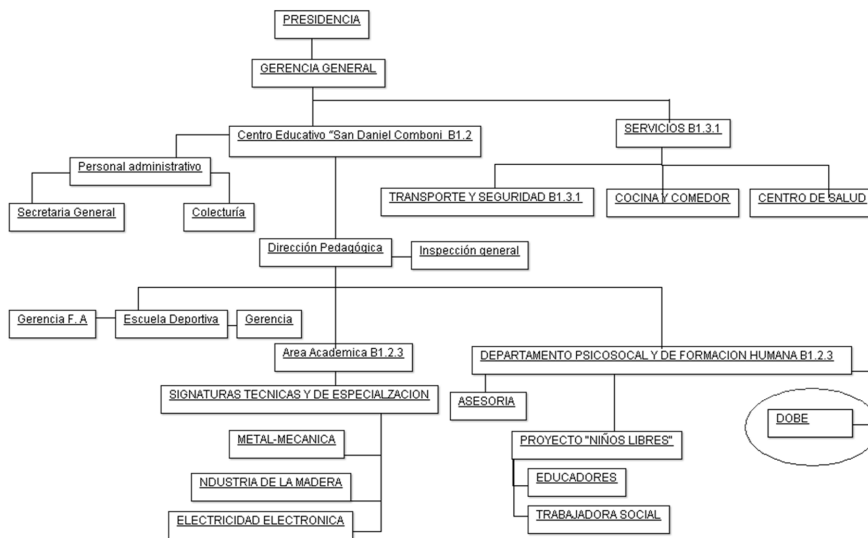 PRESIDENCIA
GERENCIA GENERAL
Centro Educativo "San Daniel Comboni B1.2
SERVICIOS B1.3.1
Personal administrativo
Secretaria General
Colecturía
TRANSPORTE Y SEGURIDAD B1.3.1
COCINA Y COMEDOR
CENTRO DE SALUD
Dirección Pedagógica
Inspección general
Gerencia F. A
Escuela Deportiva
Gerencia
Area Academica B1.2.3
DEPARTAMENTO PSICOSOCAL Y DE FORMACION HUMANA B1.2.3
SIGNATURAS TECNICAS Y DE ESPECIALZACION
ASESORIA
DOBE
METAL-MECANICA
PROYECTO "NIÑOS LIBRES"
NDUSTRIA DE LA MADERA
EDUCADORES
ELECTRICIDAD ELECTRONICA
TRABAJADORA SOCIAL